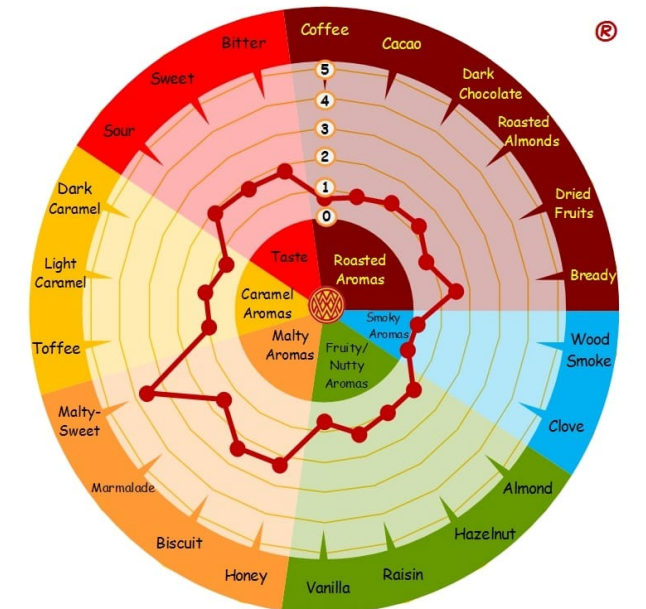 ®
Coffee
Cacao
Dark
Chocolate
Roasted
Almonds
Dried
Fruits
Bready
Wood
Smoke
Clove
Almond
Hazelnut
Raisin
Vanilla
Honey
Biscuit
Marmalade
Malty-
Sweet
Toffee
Light
Caramel
Dark
Caramel
Sour
Sweet
Bitter
5
4
3
2
1
0
Taste
Roasted
Aromas
Smoky
Aromas
Fruity/
Nutty
Aromas
Malty
Aromas
Caramel
Aromas